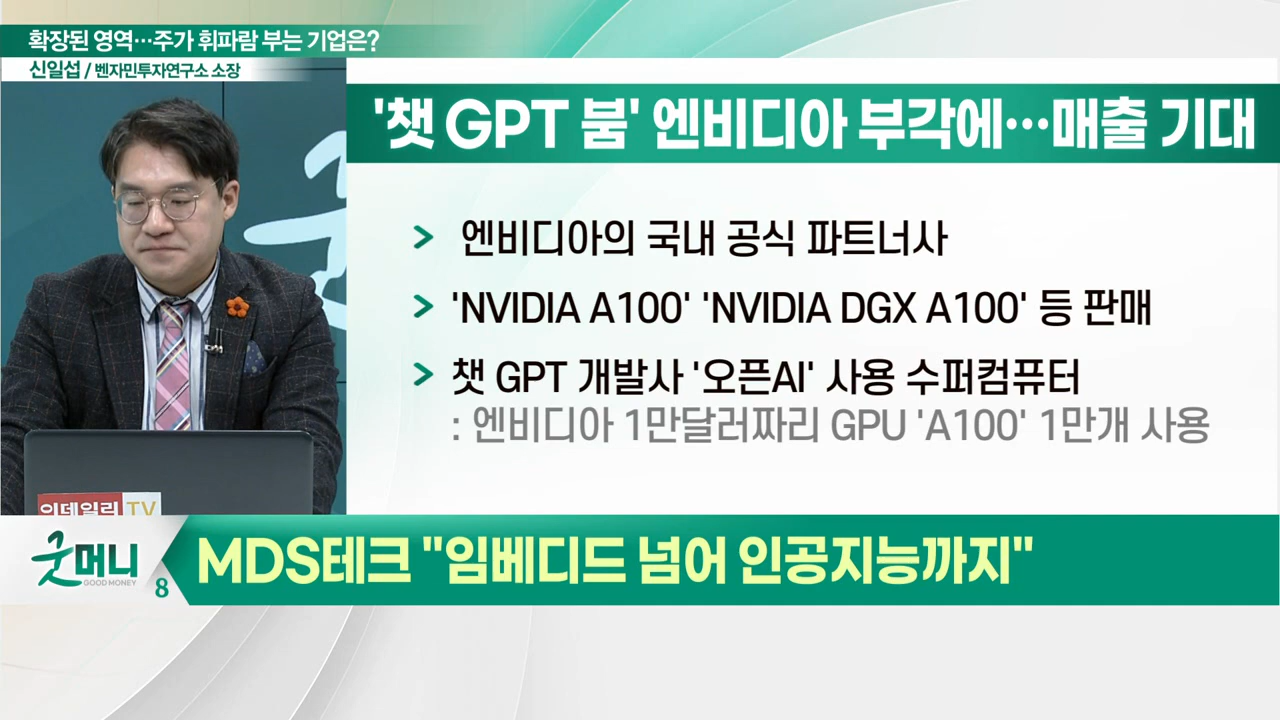 확장된 영역…주가 휘파람 부는 기업은?
신일섭 / 벤자민투자연구소 소장
'챗 GPT 붐' 엔비디아 부각에…매출 기대
> 엔비디아의 국내 공식 파트너사
> 'NVIDIA A100' 'NVIDIA DGX A100' 등 판매
> 챗 GPT 개발사 '오픈AI' 사용 수퍼컴퓨터
: 엔비디아 1만달러짜리 GPU 'A100' 1만개 사용
이데일리 TV
굿머니
GOOD MONEY
8
MDS테크 "임베디드 넘어 인공지능까지"